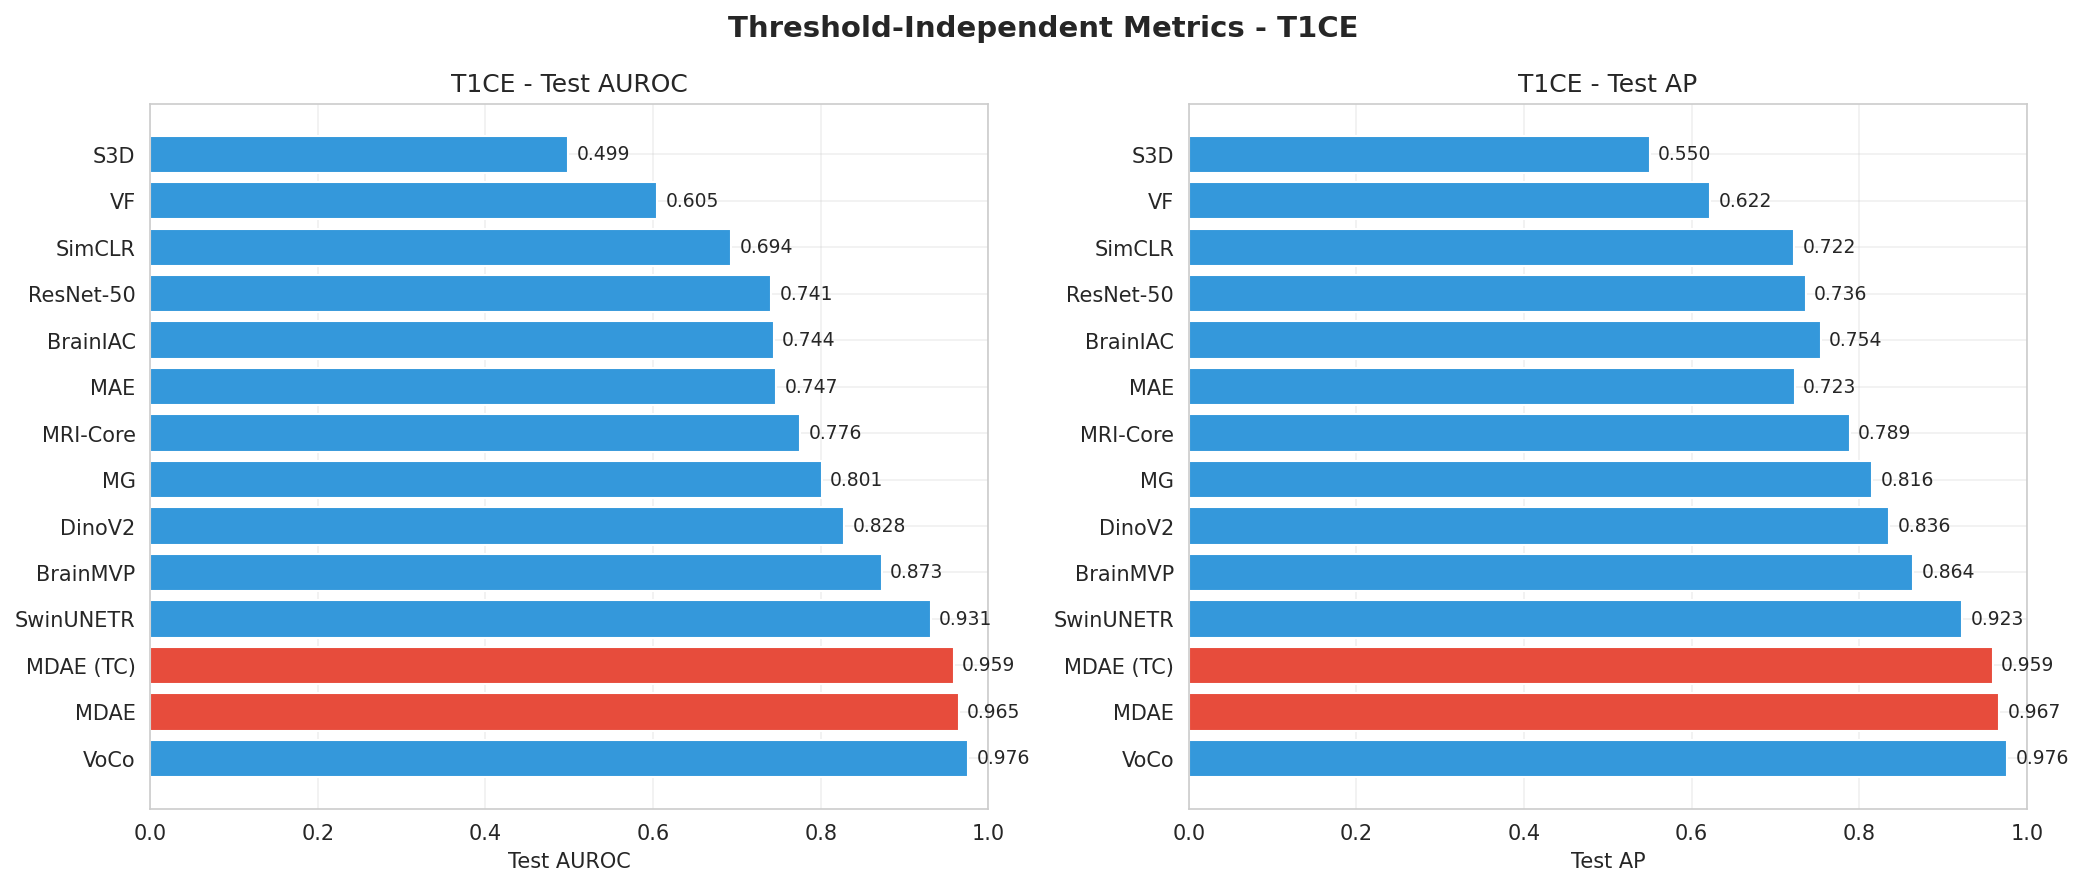 Threshold-Independent Metrics - T1CE
T1CE - Test AUROC
S3D 0.499
VF 0.605
SimCLR 0.694
ResNet-50 0.741
BrainIAC 0.744
MAE 0.747
MRI-Core 0.776
MG 0.801
DinoV2 0.828
BrainMVP 0.873
SwinUNETR 0.931
MDAE (TC) 0.959
MDAE 0.965
VoCo 0.976
0.0 0.2 0.4 0.6 0.8 1.0
Test AUROC
T1CE - Test AP
S3D 0.550
VF 0.622
SimCLR 0.722
ResNet-50 0.736
BrainIAC 0.754
MAE 0.723
MRI-Core 0.789
MG 0.816
DinoV2 0.836
BrainMVP 0.864
SwinUNETR 0.923
MDAE (TC) 0.959
MDAE 0.967
VoCo 0.976
0.0 0.2 0.4 0.6 0.8 1.0
Test AP